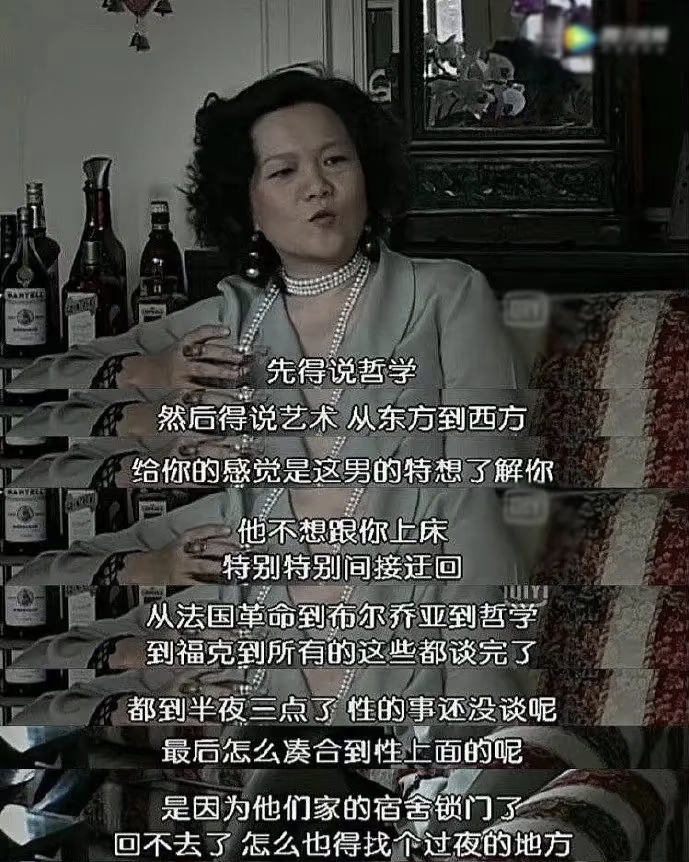 MARTELL
先得说哲学
然后得说艺术 从东方到西方
给你的感觉是这男的特想了解你
他不想跟你上床
特别特别间接迂回
从法国革命到布尔乔亚到哲学
到福克到所有的这些都谈完了
都到半夜三点了 性的事还没谈呢
最后怎么凑合到性上面的呢
是因为他们家的宿舍锁门了
回不去了 怎么也得找个过夜的地方